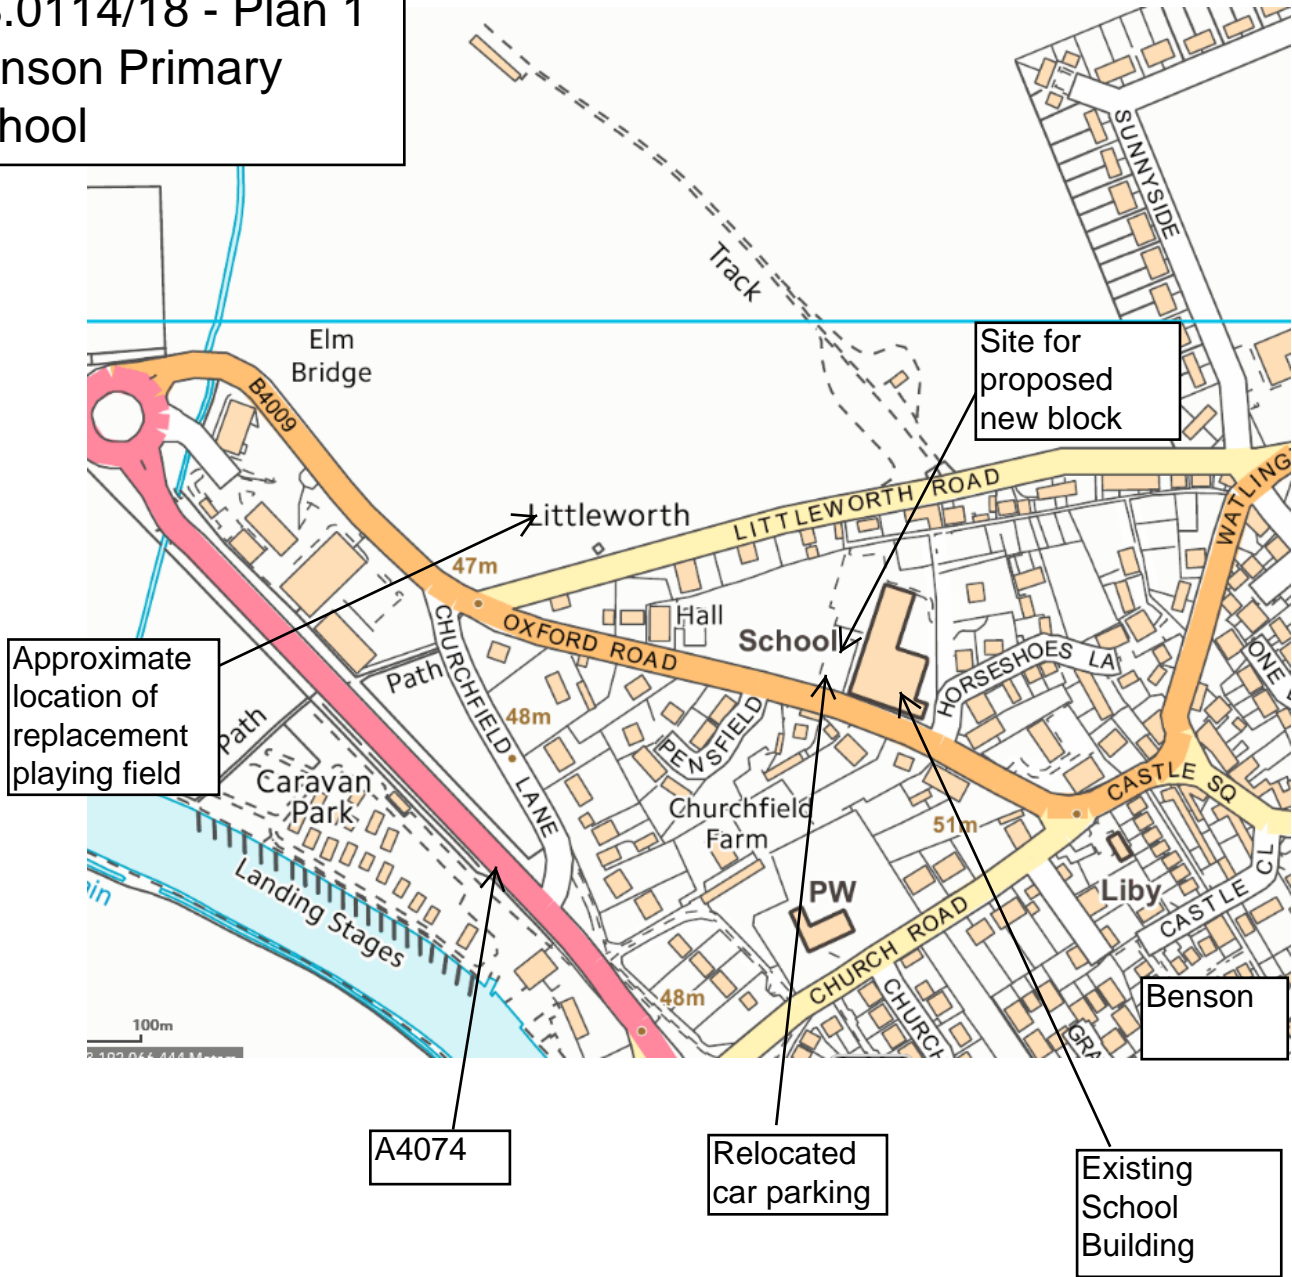 .0114/18 - Plan 1
nson Primary
hool
SUNNYSIDE
Track
Elm
Bridge
Site for
proposed
new block
B4009
WATLING
LITTLEWORTH ROAD
Littleworth
47m
Hall
School
OXFORD ROAD
CHURCHFIELD LANE
HORSESHOES LA
ONE
Approximate
location of
replacement
playing field
Path
Path
48m
PENSFIELD
Caravan
Park
CASTLE SQ
Churchfield
Farm
51m
Landing Stages
PW
Liby
CASTLE CL
CHURCH ROAD
CHURCH
GRA
Benson
48m
100m
A4074
Relocated
car parking
Existing
School
Building